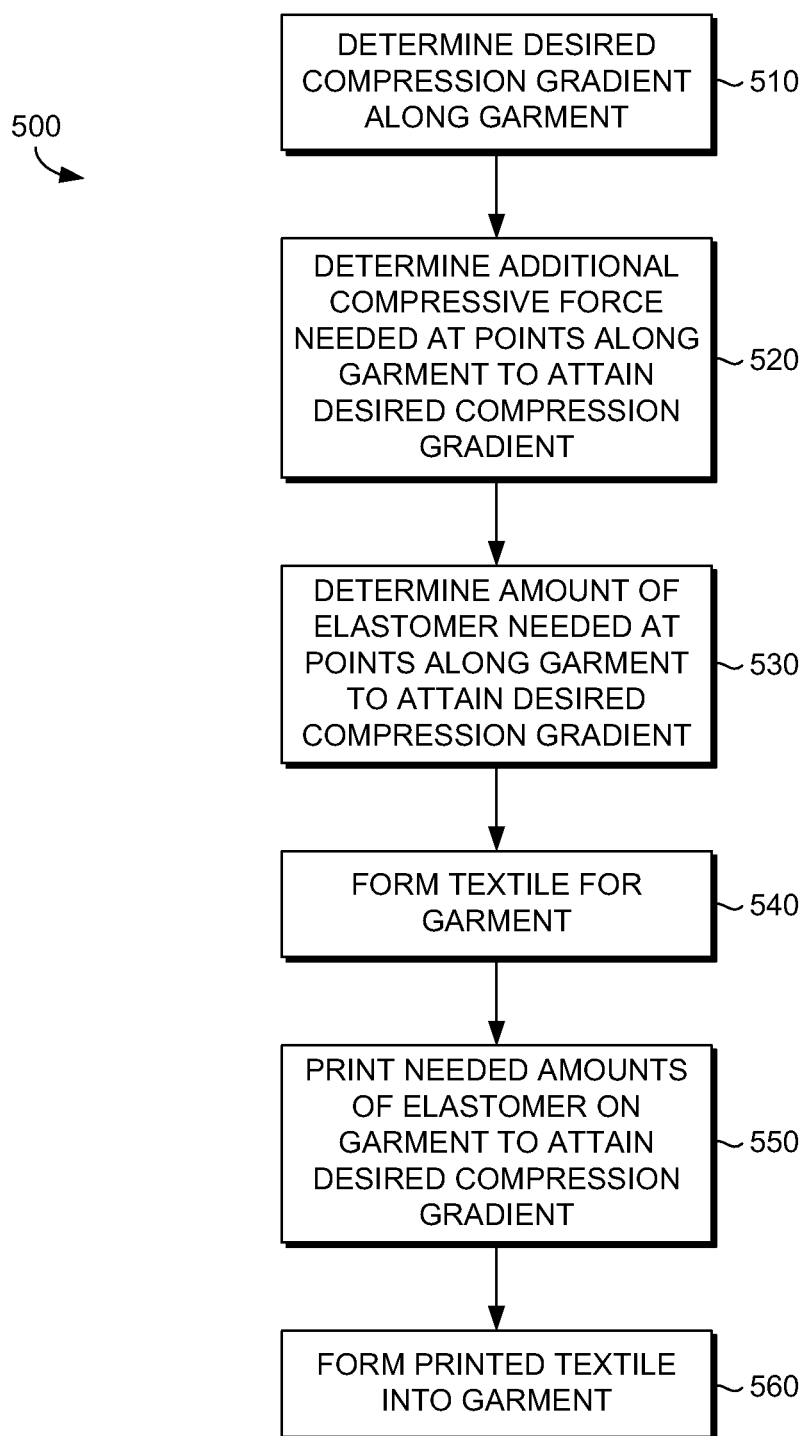 500
DETERMINE DESIRED
COMPRESSION GRADIENT
ALONG GARMENT
510
DETERMINE ADDITIONAL
COMPRESSIVE FORCE
NEEDED AT POINTS ALONG
GARMENT TO ATTAIN
DESIRED COMPRESSION
GRADIENT
520
DETERMINE AMOUNT OF
ELASTOMER NEEDED AT
POINTS ALONG GARMENT
TO ATTAIN DESIRED
COMPRESSION GRADIENT
530
FORM TEXTILE FOR
GARMENT
540
PRINT NEEDED AMOUNTS
OF ELASTOMER ON
GARMENT TO ATTAIN
DESIRED COMPRESSION
GRADIENT
550
FORM PRINTED TEXTILE
INTO GARMENT
560